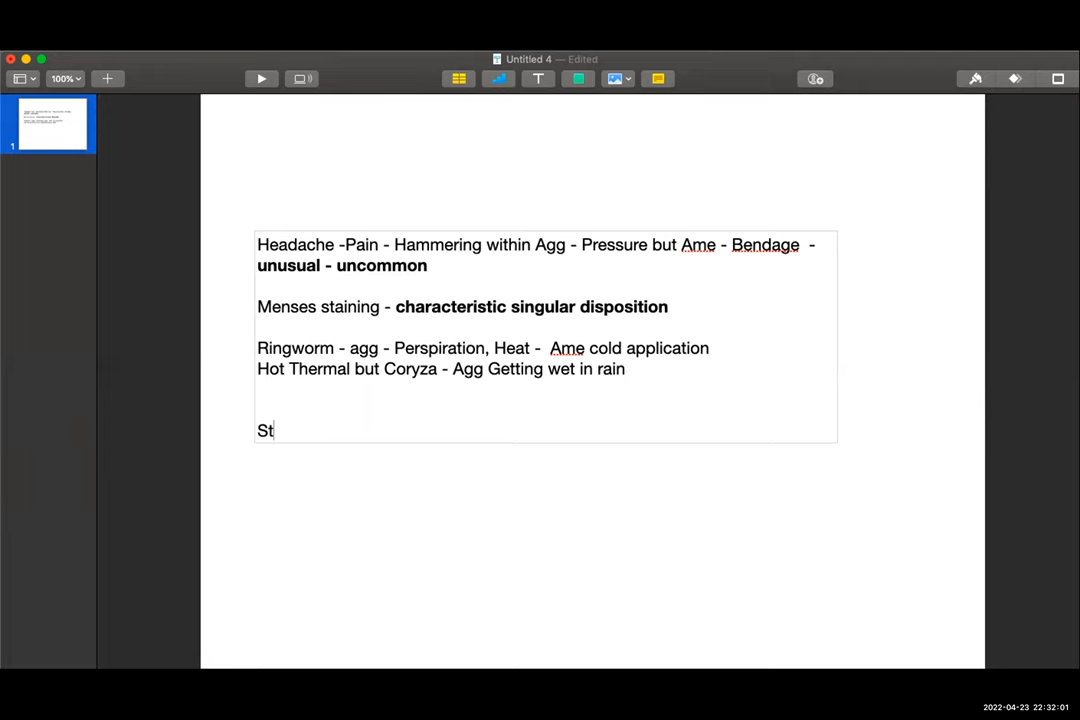 Untitled 4 — Edited
100%
1
Headache -Pain - Hammering within Agg - Pressure but Ame - Bendage -
unusual - uncommon
Menses staining - characteristic singular disposition
Ringworm - agg - Perspiration, Heat - Ame cold application
Hot Thermal but Coryza - Agg Getting wet in rain
St
2022-04-23 22:32:01